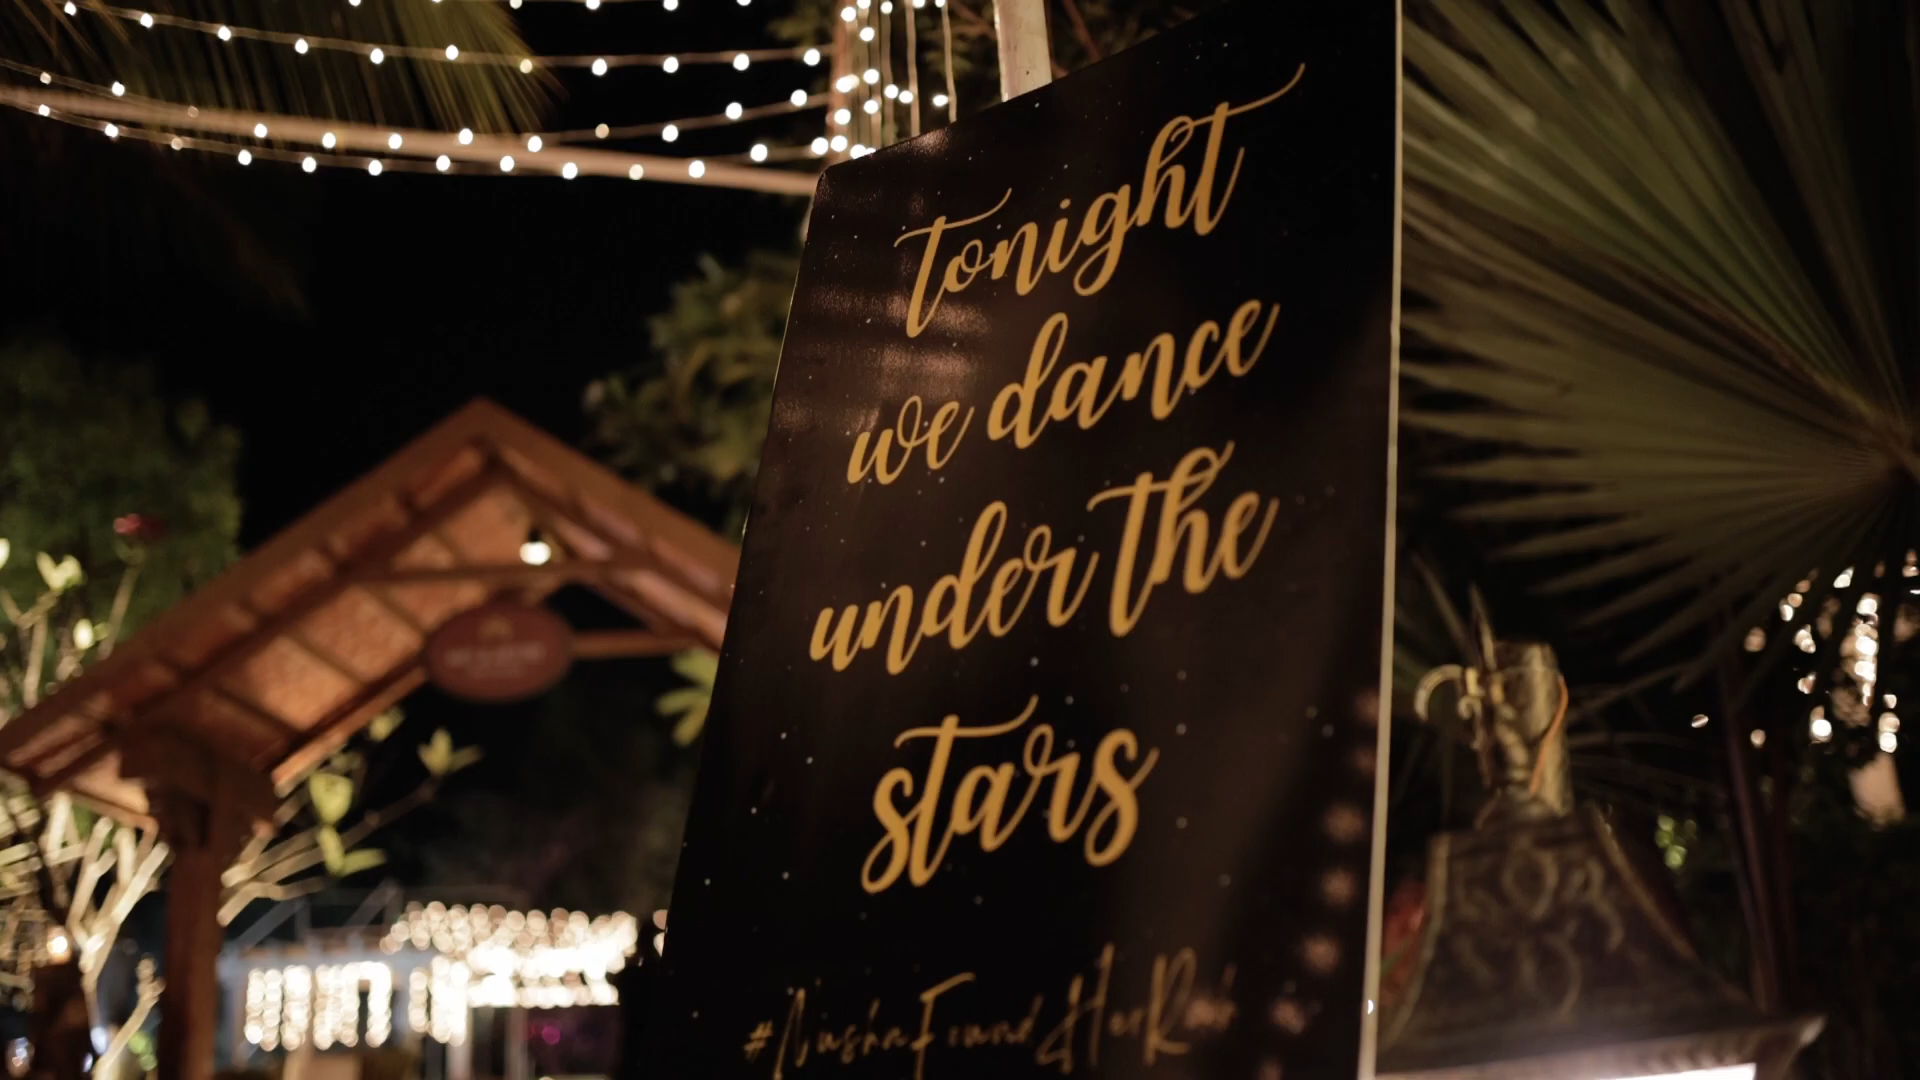 tonight
we dance
under the
stars